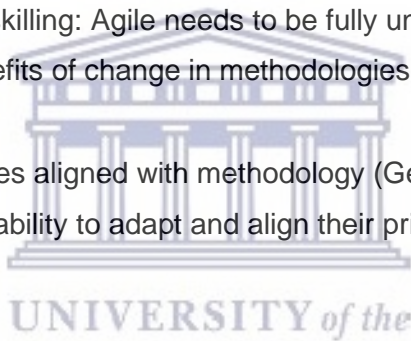 skilling: Agile needs to be fully un
efits of change in methodologies
es aligned with methodology (Ge
ability to adapt and align their pri
UNIVERSITY of the